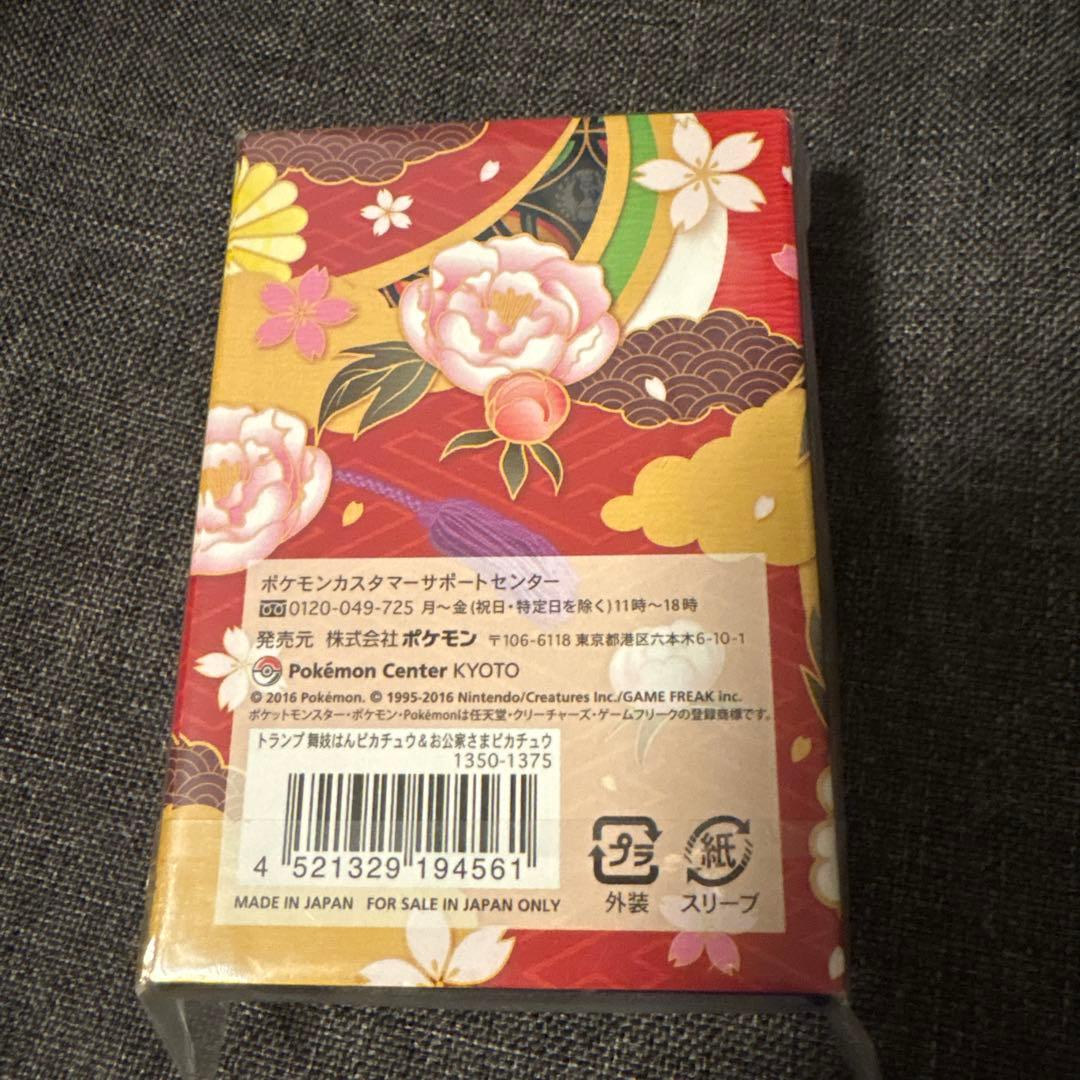 ポケモンカスタマーサポートセンター
0120-049-725 月～金(祝日・特定日を除く)11時～18時
発売元 株式会社ポケモン 〒106-6118 東京都港区六本木6-10-1
Pokémon Center KYOTO
© 2016 Pokémon. © 1995-2016 Nintendo/Creatures Inc./GAME FREAK inc.
ポケットモンスター・ポケモン・Pokémonは任天堂・クリーチャーズ・ゲームフリークの登録商標です。
トランプ 舞妓はんピカチュウ&お公家さまピカチュウ
1350-1375
4 521329 194561
MADE IN JAPAN FOR SALE IN JAPAN ONLY
プラ
外装
紙
スリーブ